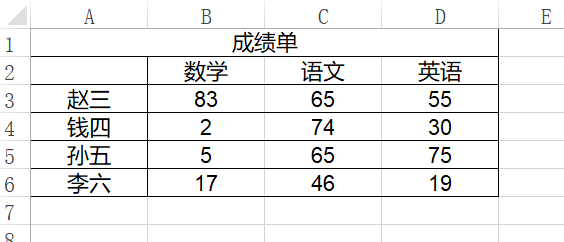 A B C D E
1 成绩单
2 数学 语文 英语
3 赵三 83 65 55
4 钱四 2 74 30
5 孙五 5 65 75
6 李六 17 46 19
7
8